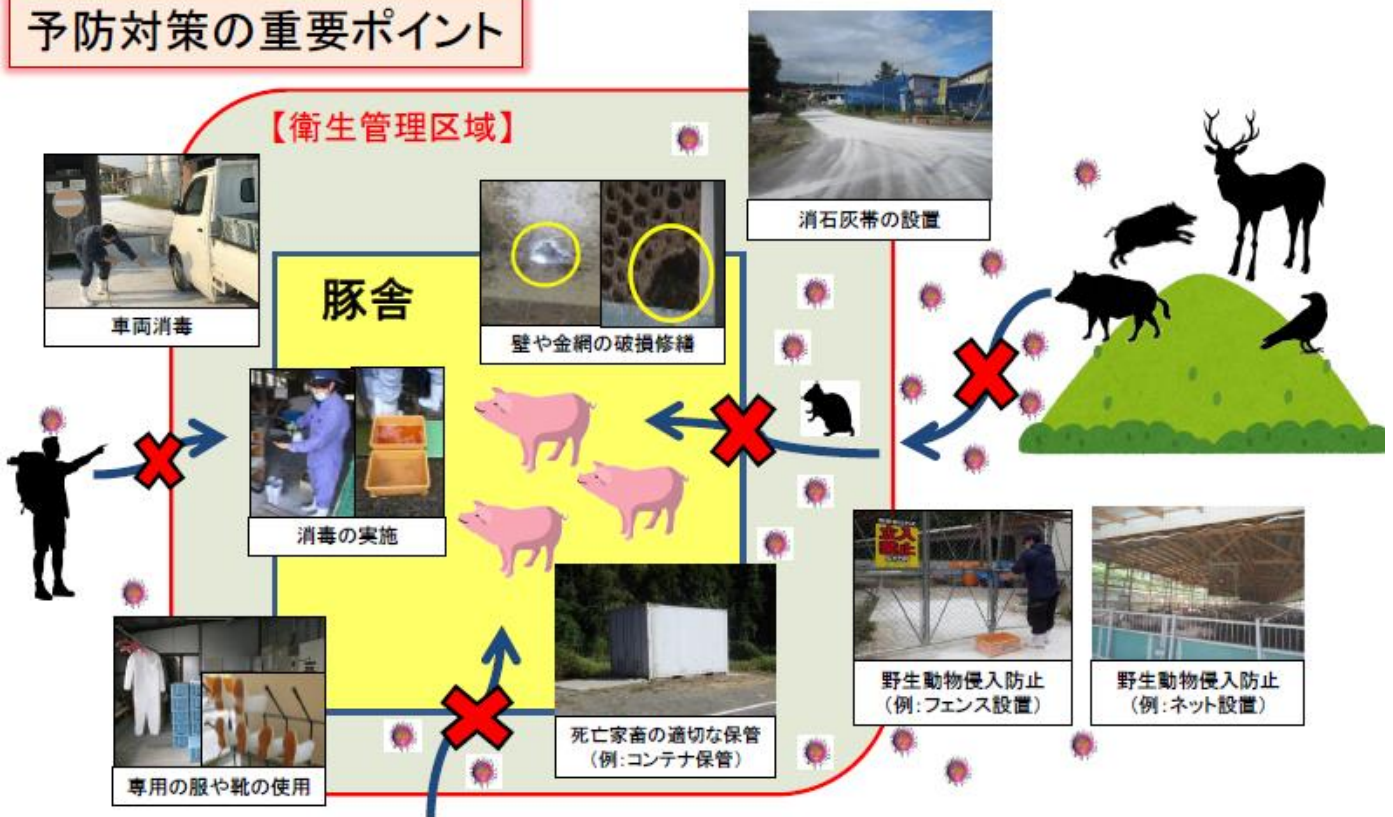 予防対策の重要ポイント
【衛生管理区域】
消石灰帯の設置
車両消毒
豚舎
壁や金網の破損修繕
消毒の実施
立入
禁止
野生動物侵入防止
(例:フェンス設置)
野生動物侵入防止
(例:ネット設置)
死亡家畜の適切な保管
(例:コンテナ保管)
専用の服や靴の使用